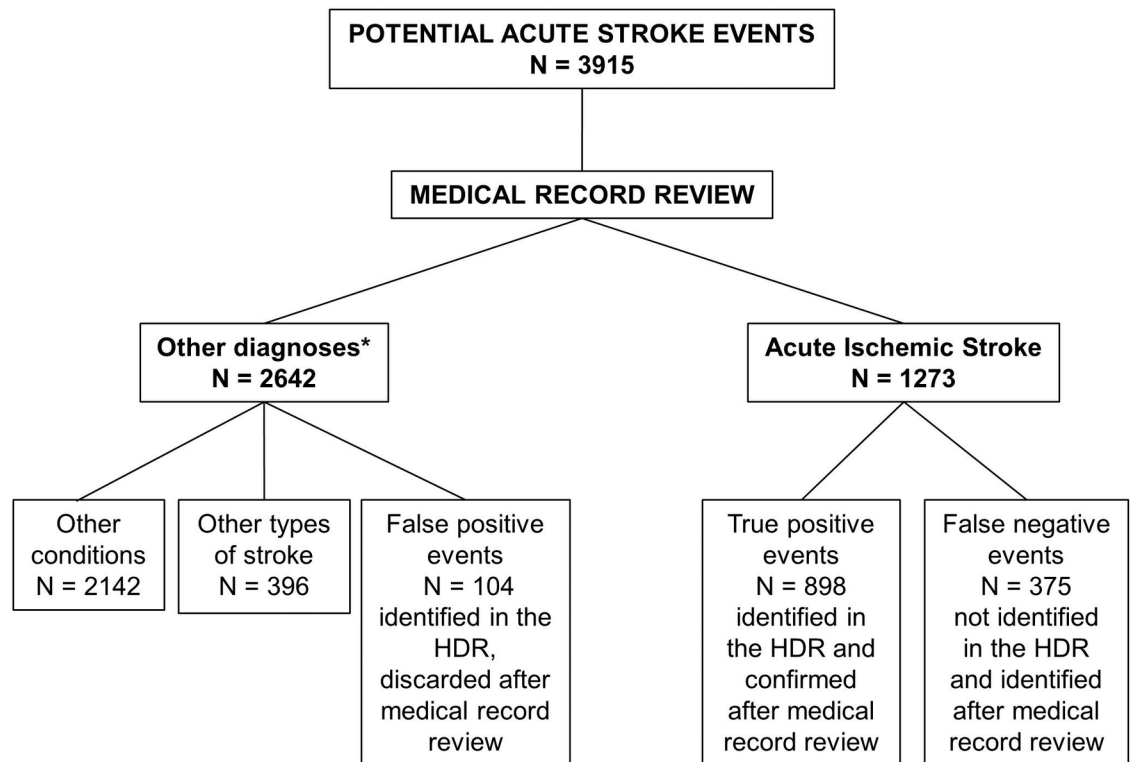 POTENTIAL ACUTE STROKE EVENTS
N = 3915
MEDICAL RECORD REVIEW
Other diagnoses*
N = 2642
Acute Ischemic Stroke
N = 1273
Other
conditions
N = 2142
Other types
of stroke
N = 396
False positive
events
N = 104
identified in the
HDR,
discarded after
medical record
review
True positive
events
N = 898
identified in
the HDR and
confirmed
after medical
record review
False negative
events
N = 375
not identified
in the HDR
and identified
after medical
record review